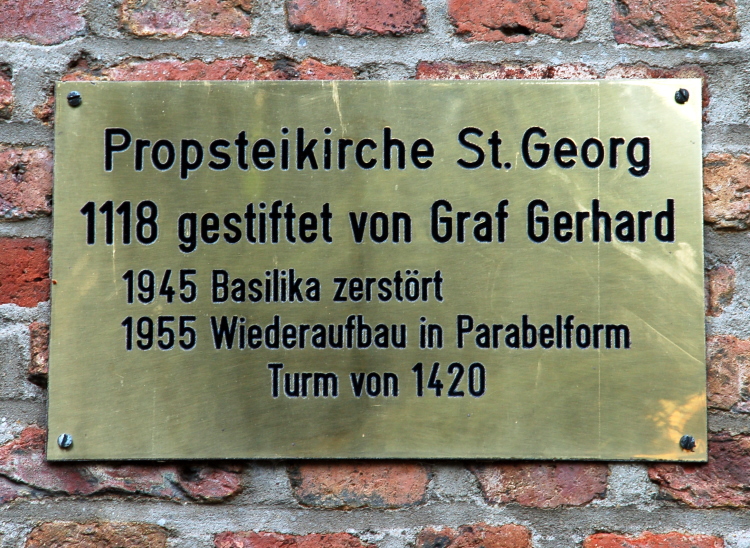 Propsteikirche St. Georg
1118 gestiftet von Graf Gerhard
1945 Basilika zerstört
1955 Wiederaufbau in Parabelform
Turm von 1420